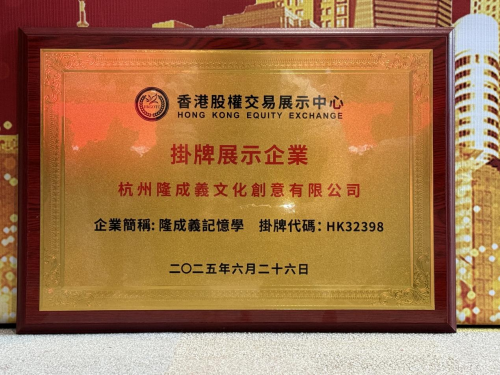 香港股權交易展示中心
HONG KONG EQUITY EXCHANGE
掛牌展示企業
杭州隆成義文化創意有限公司
企業簡稱: 隆成義記憶學 掛牌代碼: HK32398
二〇二五年六月二十六日